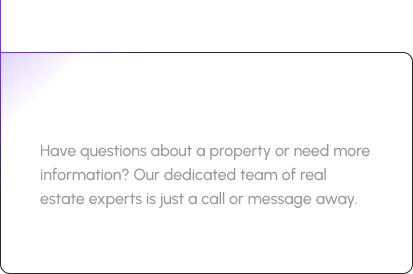 Have questions about a property or need more
information? Our dedicated team of real
estate experts is just a call or message away.